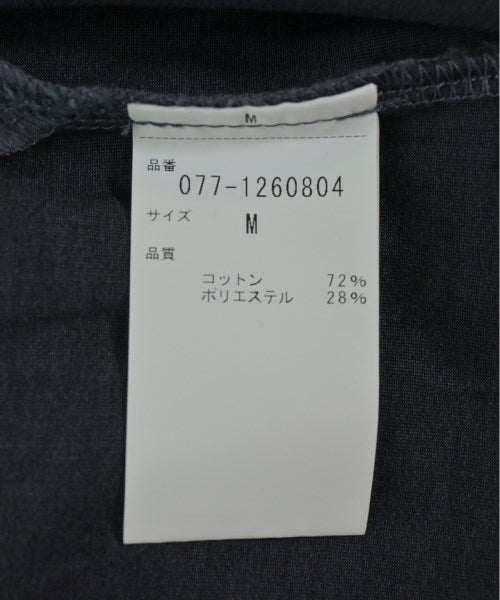 M
品番
077-1260804
サイズ M
品質
コットン 72%
ポリエステル 28%